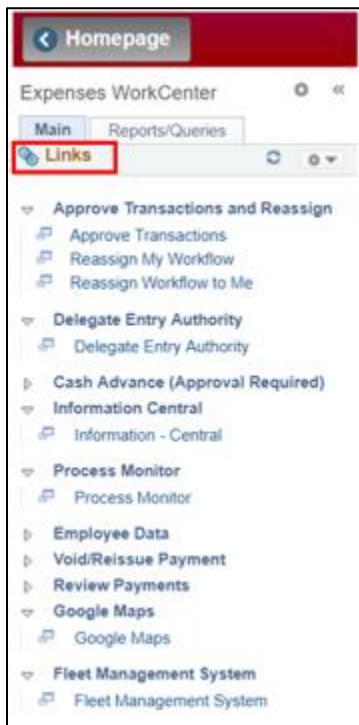 Homepage
Expenses WorkCenter
Main Reports/Queries
Links
Approve Transactions and Reassign
Approve Transactions
Reassign My Workflow
Reassign Workflow to Me
Delegate Entry Authority
Delegate Entry Authority
Cash Advance (Approval Required)
Information Central
Information - Central
Process Monitor
Process Monitor
Employee Data
Void/Reissue Payment
Review Payments
Google Maps
Google Maps
Fleet Management System
Fleet Management System